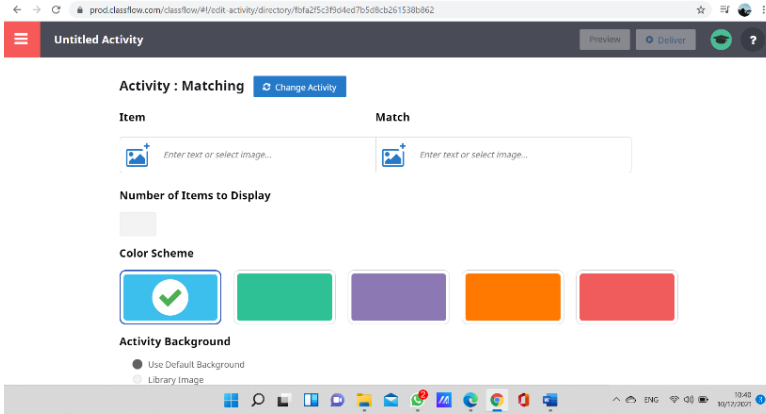 prod.classflow.com/classflow/#!/edit-activity/directory/fbfa2f5c3f9d4ed7b5d8cb261538b862
Untitled Activity
Preview
Deliver
?
Activity : Matching
Change Activity
Item
Match
Enter text or select image...
Enter text or select image...
Number of Items to Display
Color Scheme
Activity Background
Use Default Background
Library Image
ENG
10:40
10/12/2021